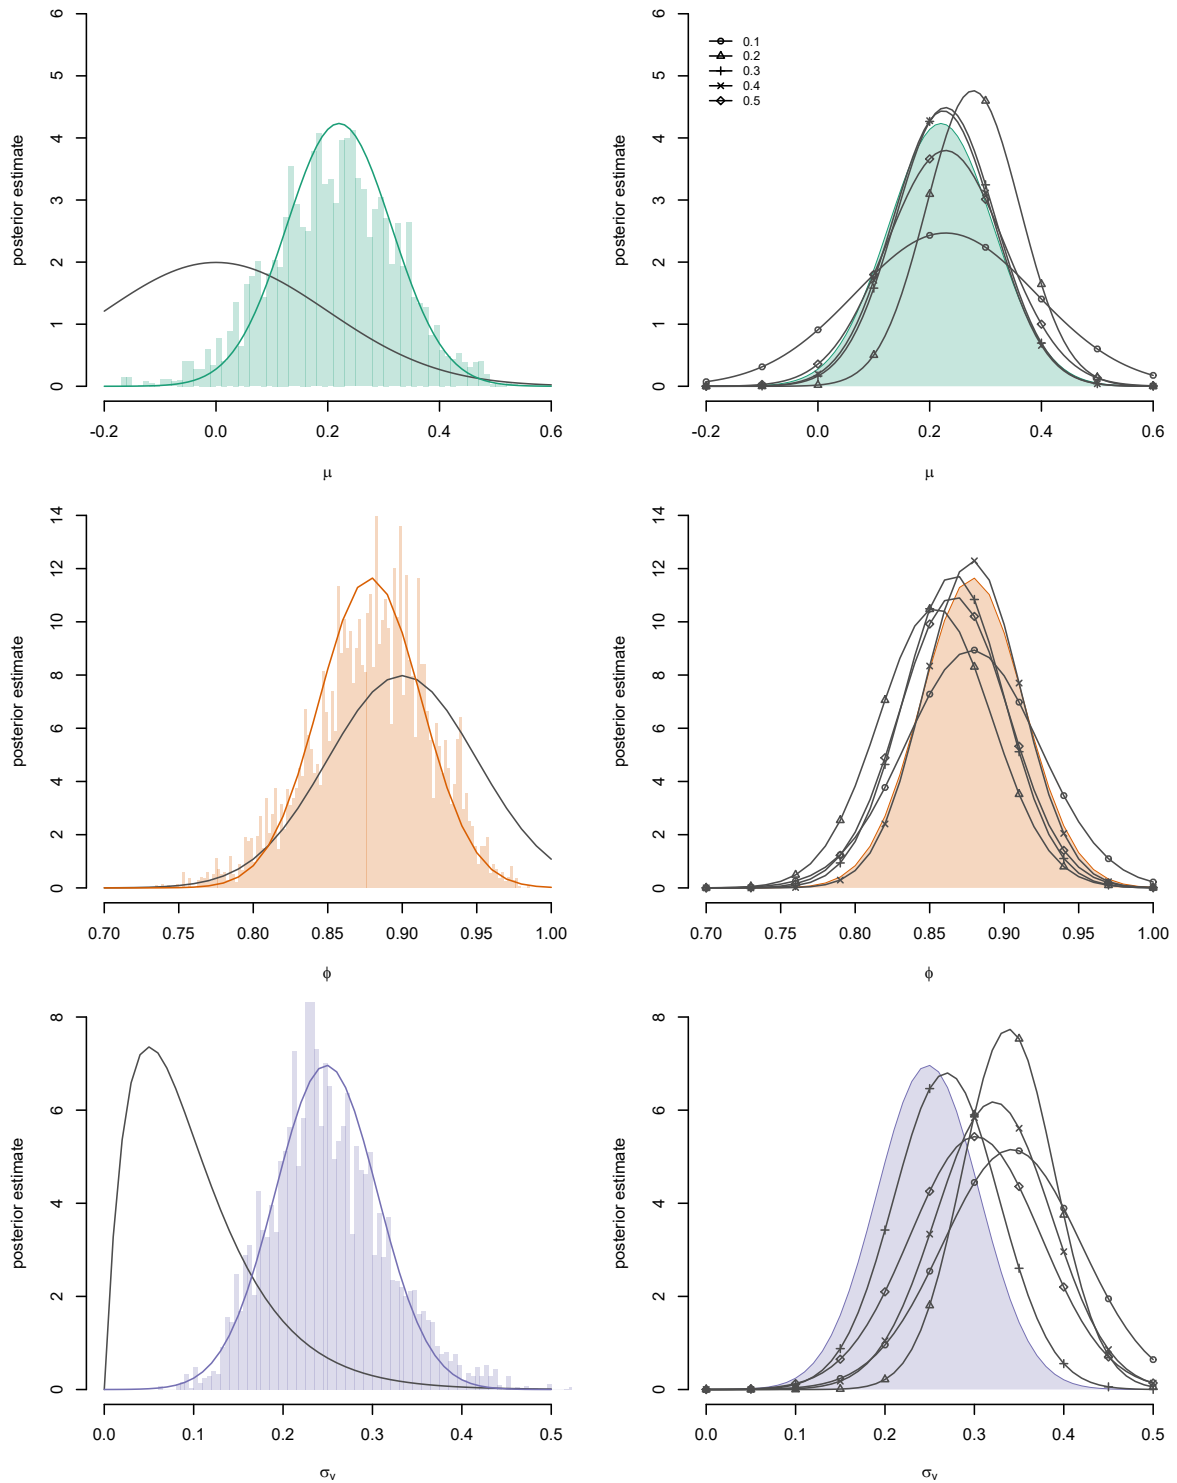 posterior estimate
0 1 2 3 4 5 6
-0.2 0.0 0.2 0.4 0.6
μ
posterior estimate
0 1 2 3 4 5 6
0.1
0.2
0.3
0.4
0.5
-0.2 0.0 0.2 0.4 0.6
μ
posterior estimate
0 2 4 6 8 10 12 14
0.70 0.75 0.80 0.85 0.90 0.95 1.00
ϕ
posterior estimate
0 2 4 6 8 10 12 14
0.70 0.75 0.80 0.85 0.90 0.95 1.00
ϕ
posterior estimate
0 2 4 6 8
0.0 0.1 0.2 0.3 0.4 0.5
σv
posterior estimate
0 2 4 6 8
0.0 0.1 0.2 0.3 0.4 0.5
σv